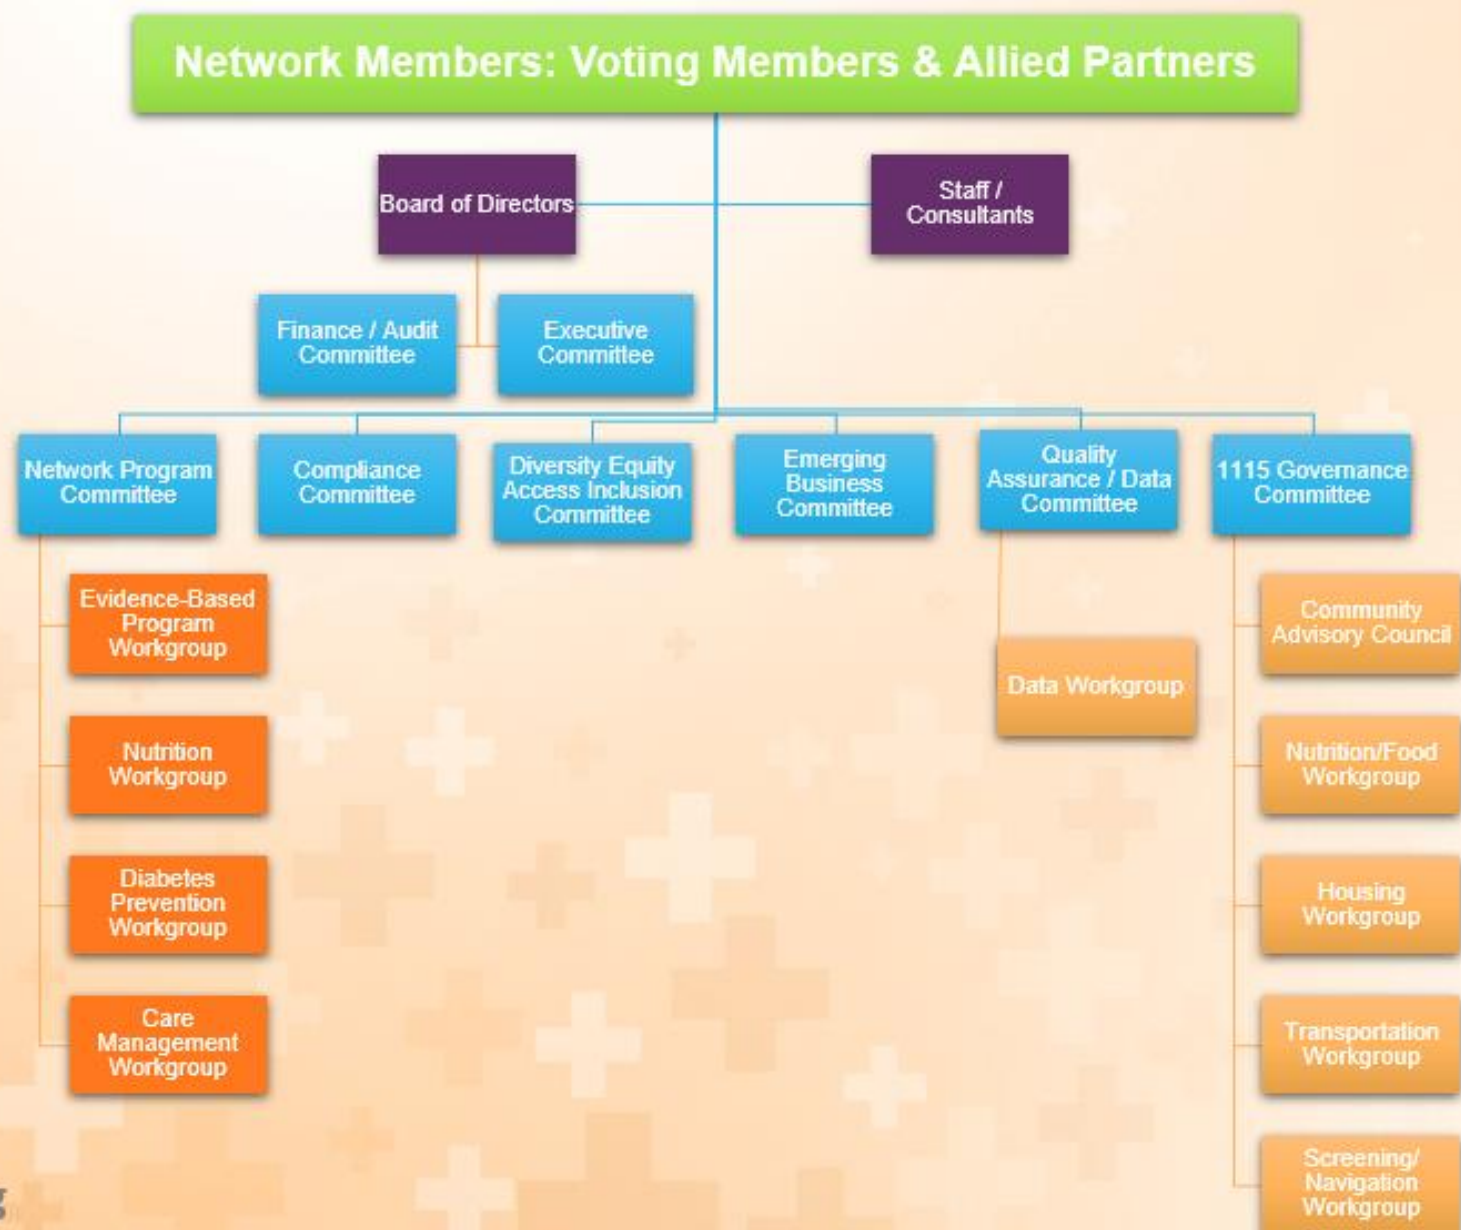 Network Members: Voting Members & Allied Partners
Board of Directors
Staff /
Consultants
Finance / Audit
Committee
Executive
Committee
Network Program
Committee
Compliance
Committee
Diversity Equity
Access Inclusion
Committee
Emerging
Business
Committee
Quality
Assurance / Data
Committee
1115 Governance
Committee
Evidence-Based
Program
Workgroup
Nutrition
Workgroup
Diabetes
Prevention
Workgroup
Care
Management
Workgroup
Data Workgroup
Community
Advisory Council
Nutrition/Food
Workgroup
Housing
Workgroup
Transportation
Workgroup
Screening/
Navigation
Workgroup